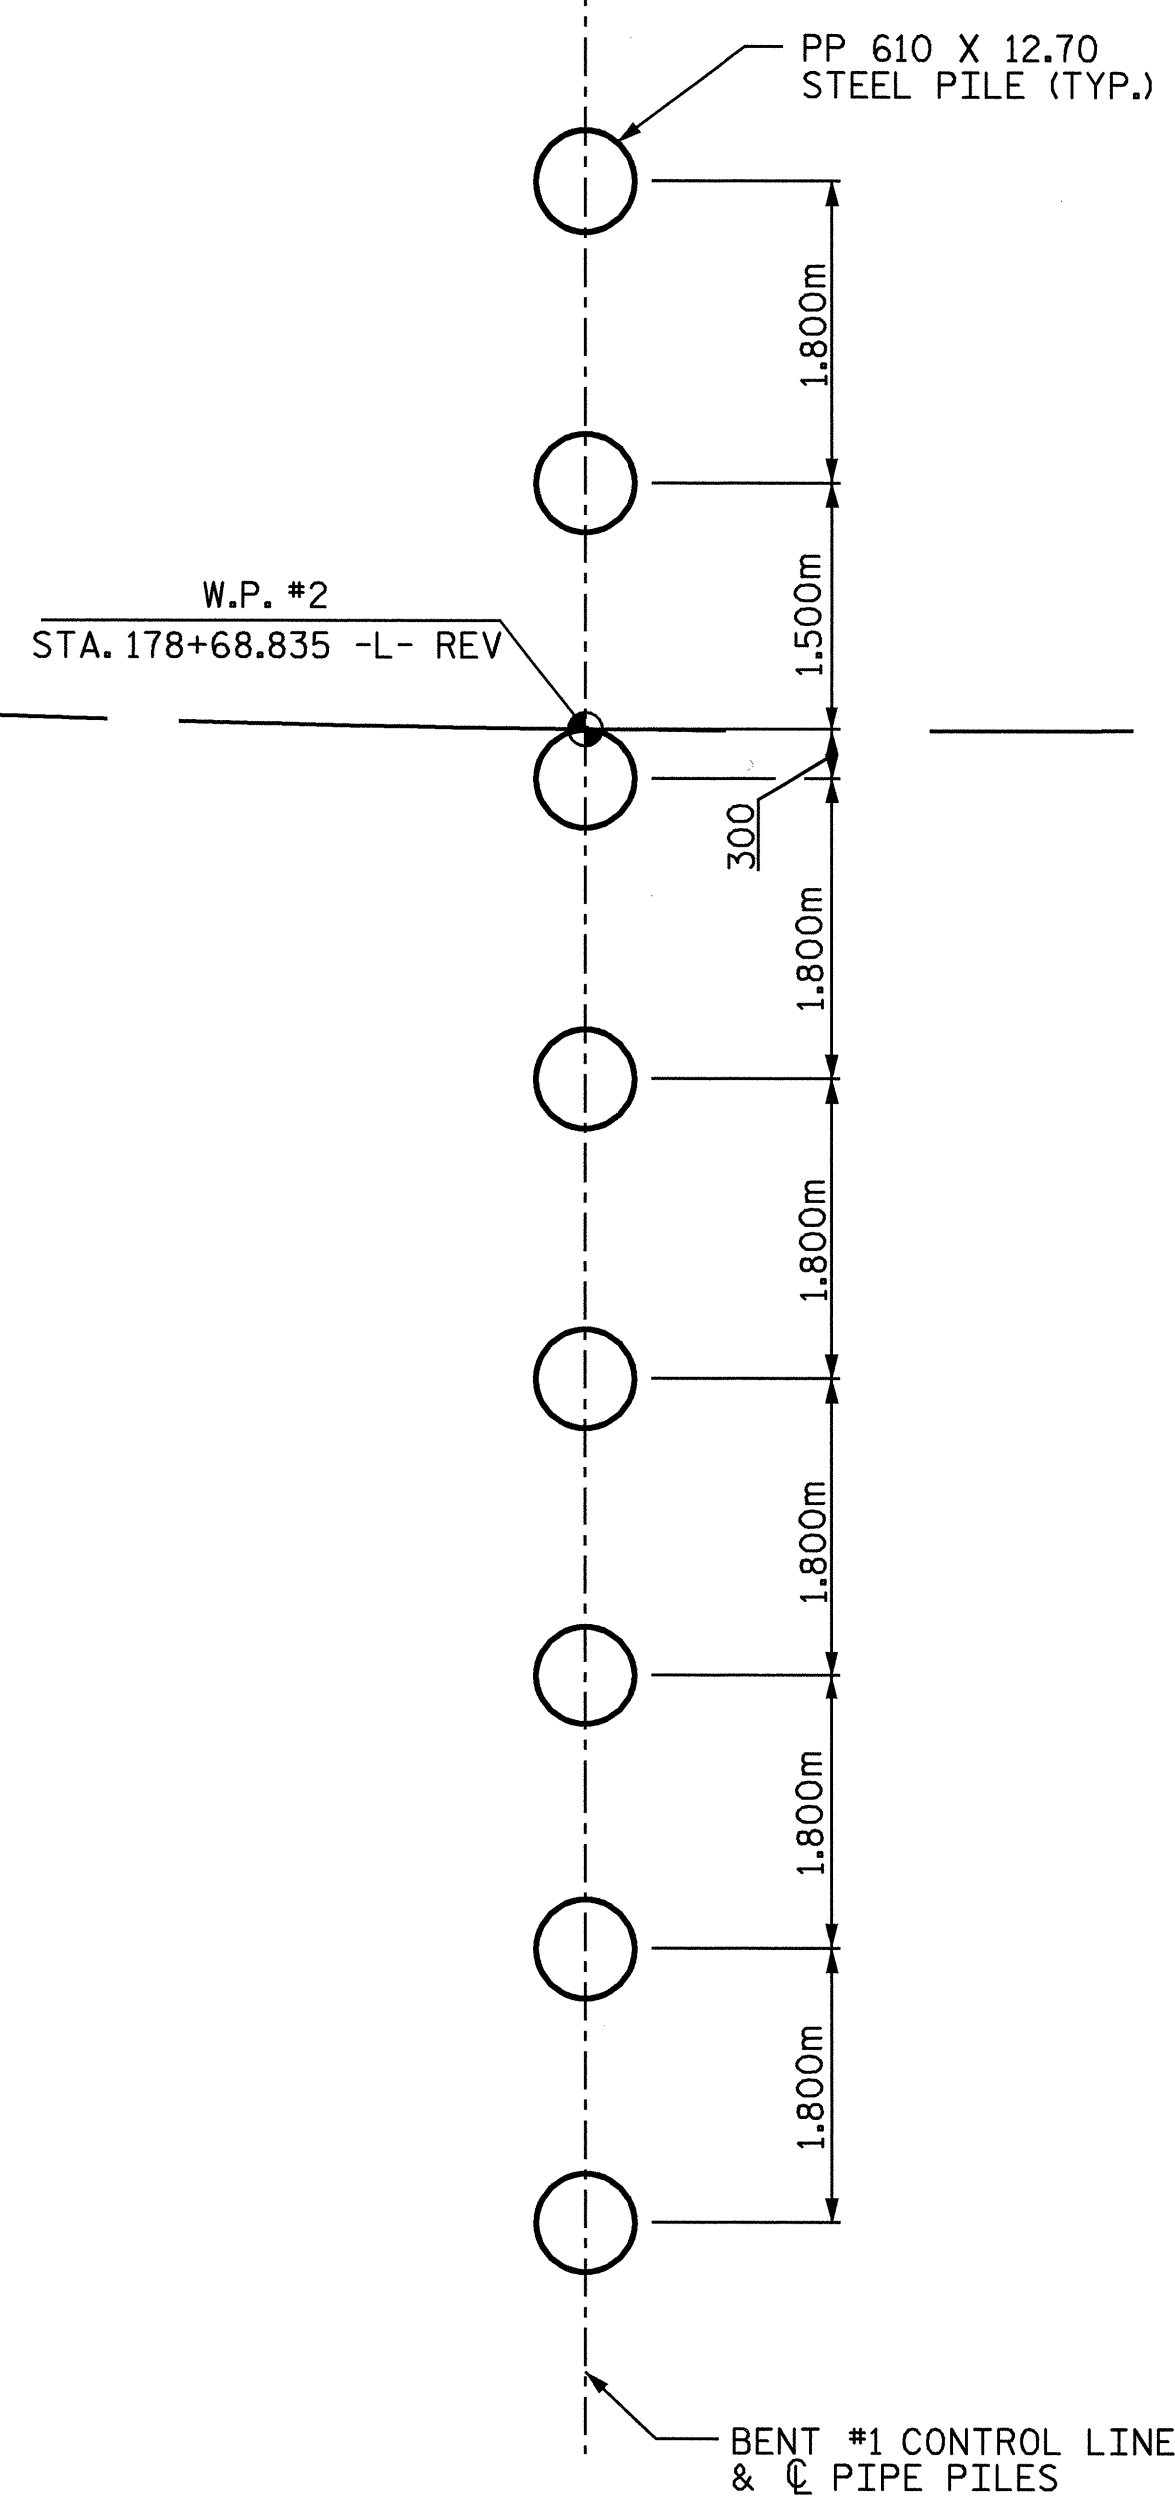 PP 610 X 12.70
STEEL PILE (TYP.)
1.800m
1.500m
W.P. #2
STA. 178+68.835 -L- REV
300
1.800m
1.800m
1.800m
1.800m
1.800m
BENT #1 CONTROL LINE
& ℄ PIPE PILES